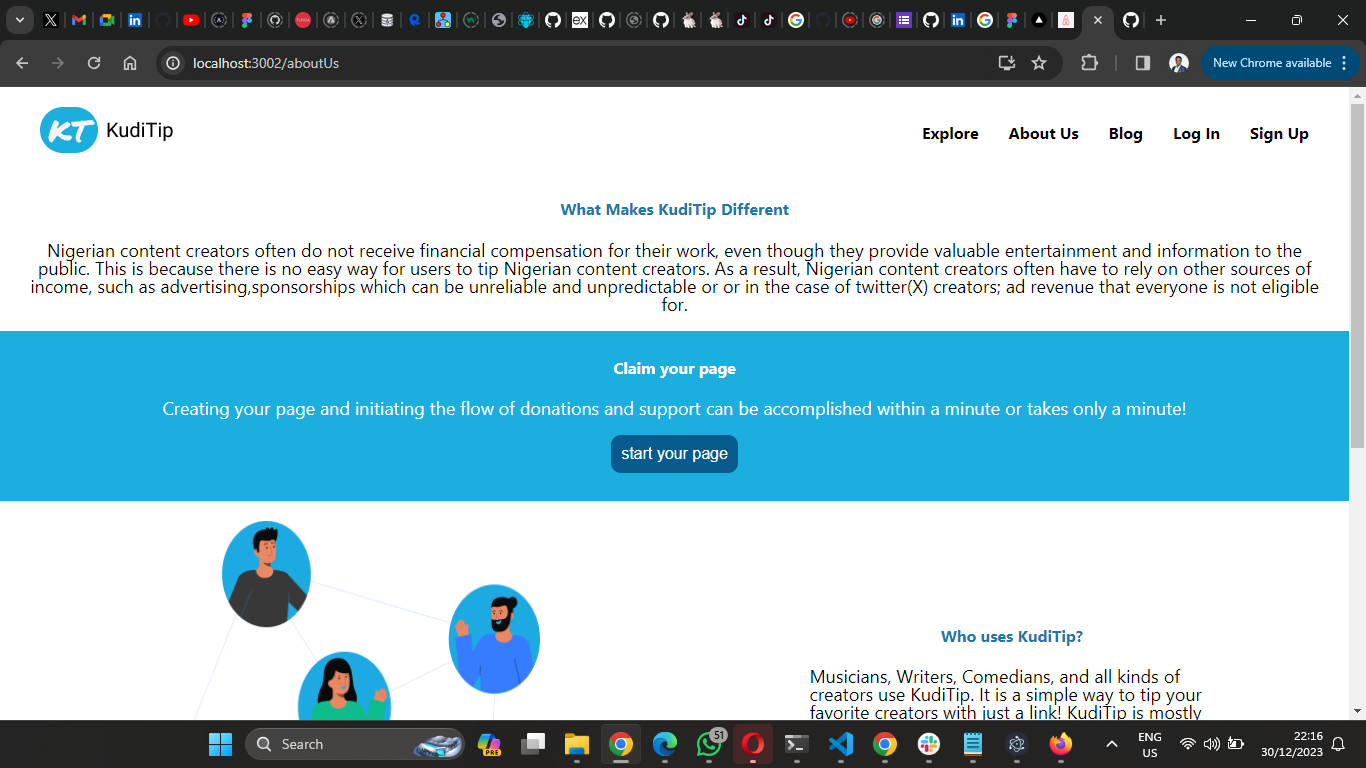 localhost:3002/aboutUs
New Chrome available
KT KudiTip
Explore About Us Blog Log In Sign Up
What Makes KudiTip Different
Nigerian content creators often do not receive financial compensation for their work, even though they provide valuable entertainment and information to the
public. This is because there is no easy way for users to tip Nigerian content creators. As a result, Nigerian content creators often have to rely on other sources of
income, such as advertising,sponsorships which can be unreliable and unpredictable or or in the case of twitter(X) creators; ad revenue that everyone is not eligible
for.
Claim your page
Creating your page and initiating the flow of donations and support can be accomplished within a minute or takes only a minute!
start your page
Who uses KudiTip?
Musicians, Writers, Comedians, and all kinds of
creators use KudiTip. It is a simple way to tip your
favorite creators with just a link! KudiTip is mostly
Search
PRE
51
ENG
US
22:16
30/12/2023